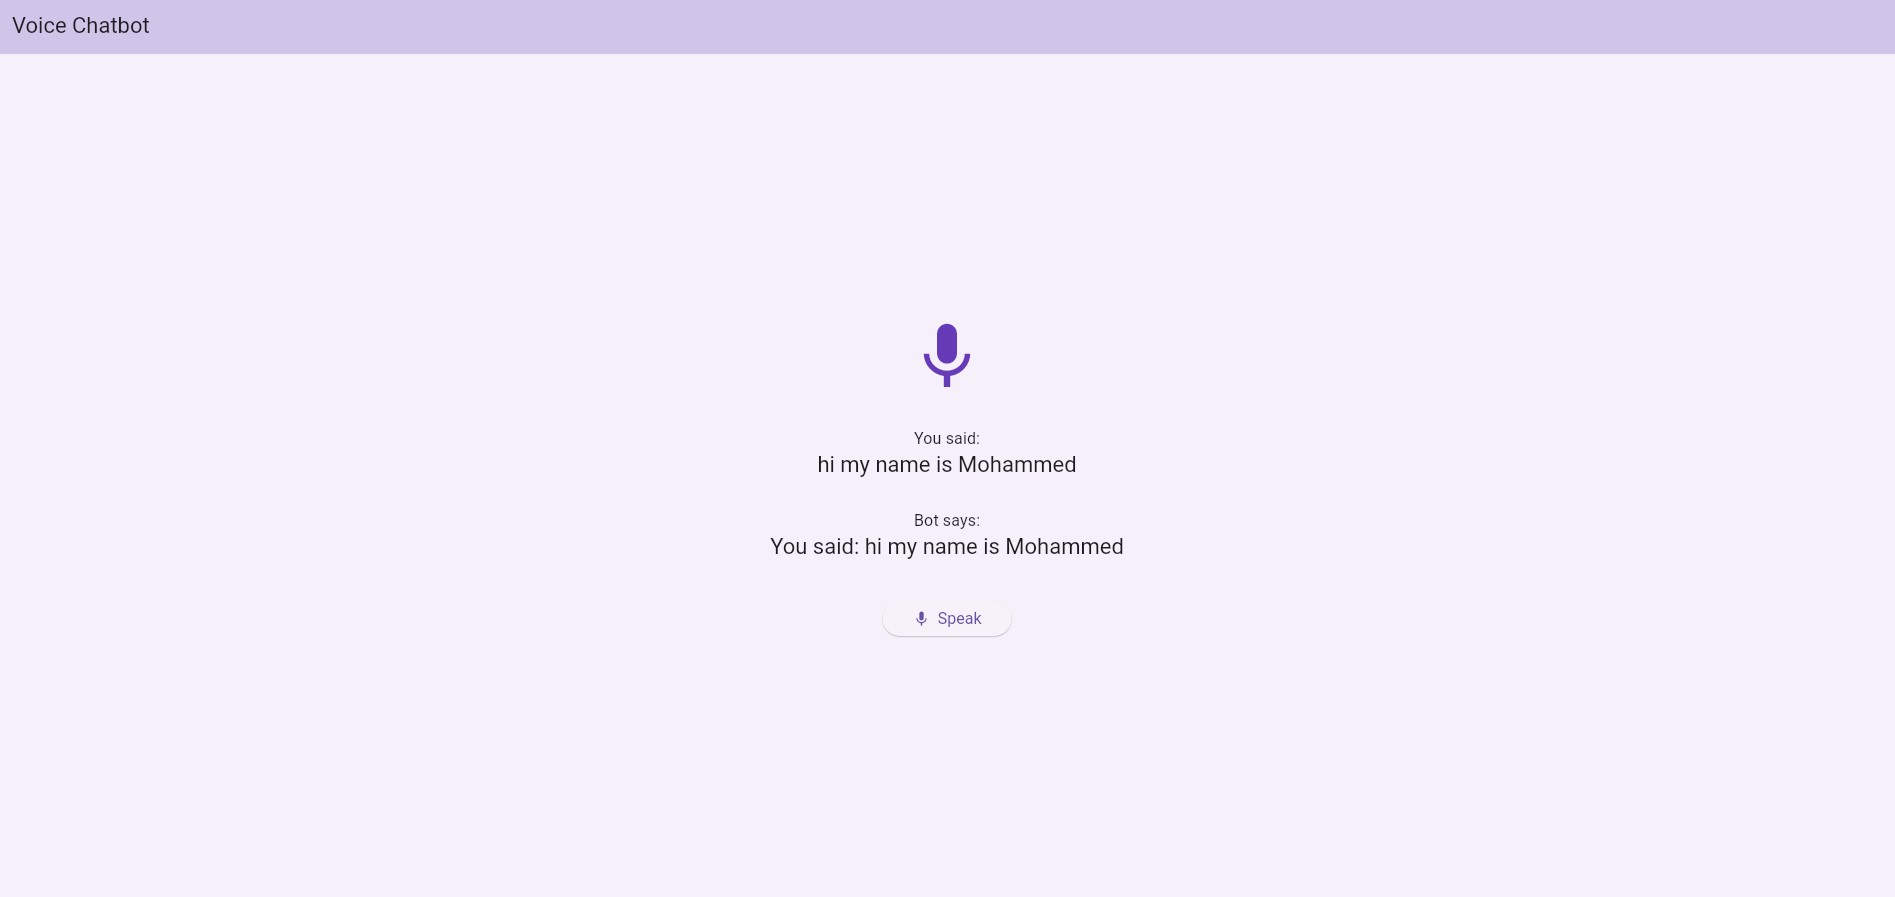 Voice Chatbot
You said:
hi my name is Mohammed
Bot says:
You said: hi my name is Mohammed
Speak